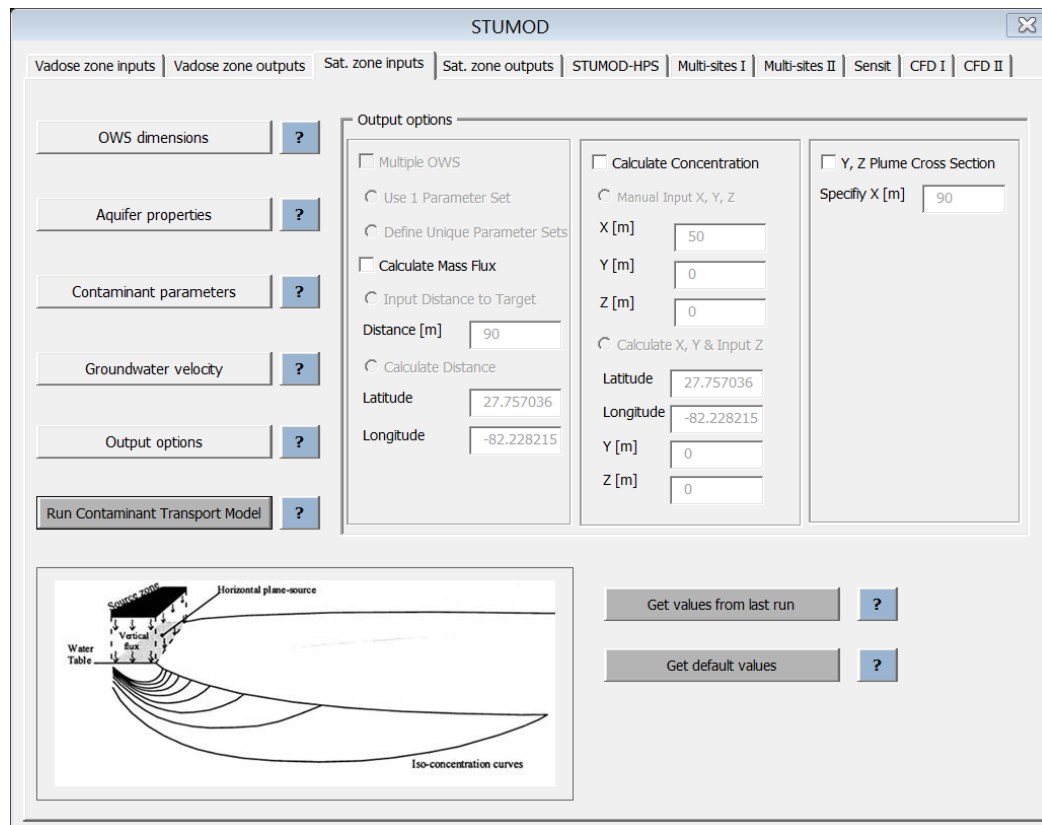 STUMOD
Vadose zone inputs
Vadose zone outputs
Sat. zone inputs
Sat. zone outputs
STUMOD-HPS
Multi-sites I
Multi-sites II
Sensit
CFD I
CFD II
OWS dimensions
?
Aquifer properties
?
Contaminant parameters
?
Groundwater velocity
?
Output options
?
Run Contaminant Transport Model
?
Output options
Multiple OWS
Use 1 Parameter Set
Define Unique Parameter Sets
Calculate Mass Flux
Input Distance to Target
Distance [m] 90
Calculate Distance
Latitude 27.757036
Longitude -82.228215
Calculate Concentration
Manual Input X, Y, Z
X [m] 50
Y [m] 0
Z [m] 0
Calculate X, Y & Input Z
Latitude 27.757036
Longitude -82.228215
Y [m] 0
Z [m] 0
Y, Z Plume Cross Section
Specifiy X [m] 90
Source zone
Horizontal plane-source
Vertical
flux
Water
Table
Iso-concentration curves
Get values from last run
?
Get default values
?